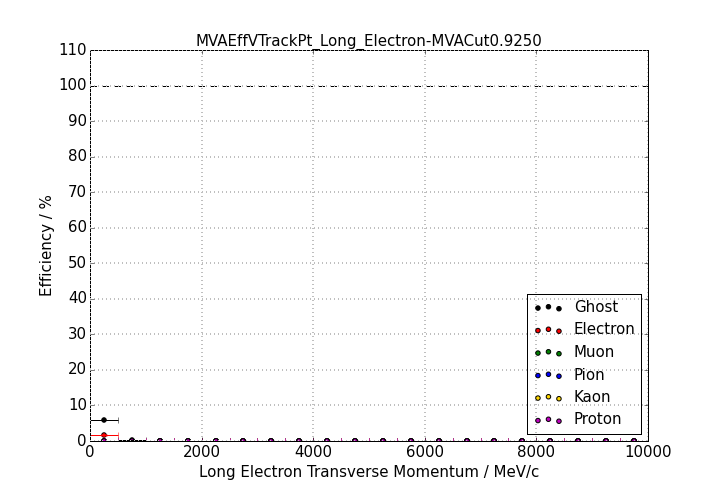 MVAEffVTrackPt_Long_Electron-MVACut0.9250
110
100
90
80
70
60
50
40
30
20
10
0
Efficiency / %
Ghost
Electron
Muon
Pion
Kaon
Proton
0 2000 4000 6000 8000 10000
Long Electron Transverse Momentum / MeV/c